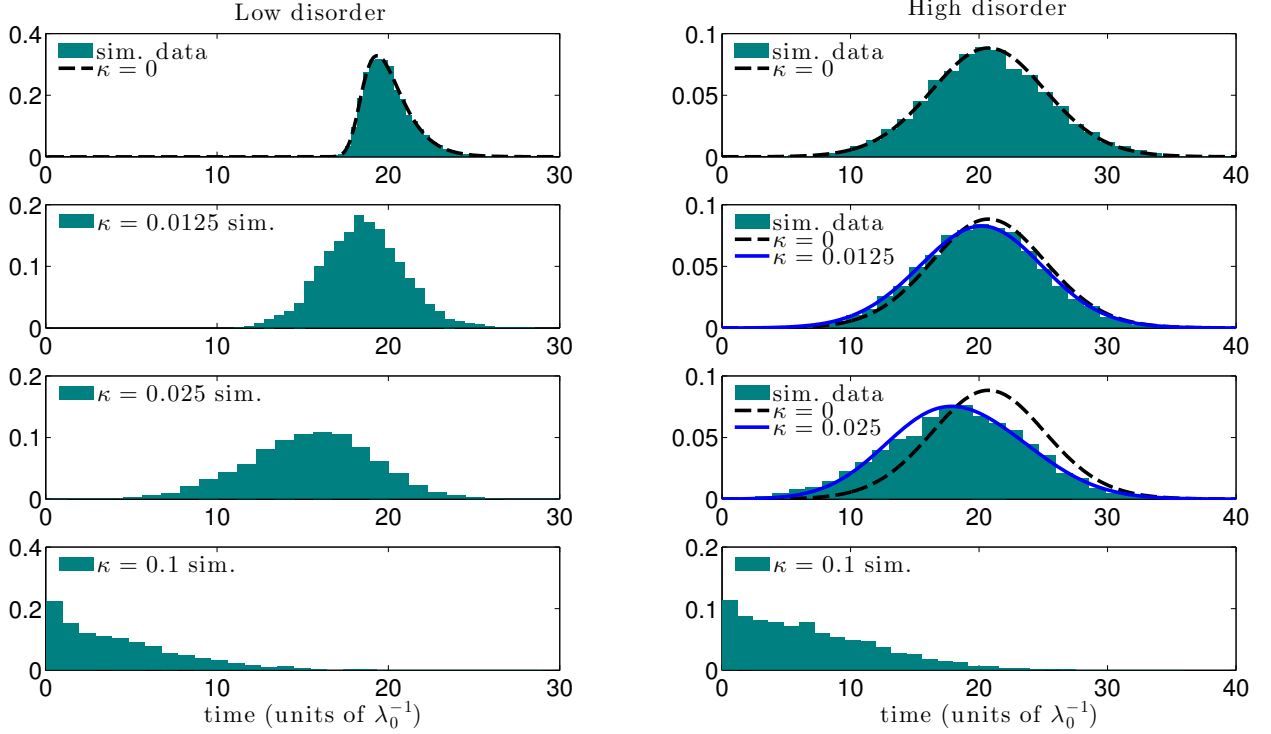 Low disorder
0.4
0.2
0
sim. data
κ = 0
0 10 20 30
0.2
0.1
0
κ = 0.0125 sim.
0 10 20 30
0.2
0.1
0
κ = 0.025 sim.
0 10 20 30
0.4
0.2
0
κ = 0.1 sim.
0 10 20 30
time (units of λ₀⁻¹)
High disorder
0.1
0.05
0
sim. data
κ = 0
0 10 20 30 40
0.1
0.05
0
sim. data
κ = 0
κ = 0.0125
0 10 20 30 40
0.1
0.05
0
sim. data
κ = 0
κ = 0.025
0 10 20 30 40
0.1
0.05
0
κ = 0.1 sim.
0 10 20 30 40
time (units of λ₀⁻¹)